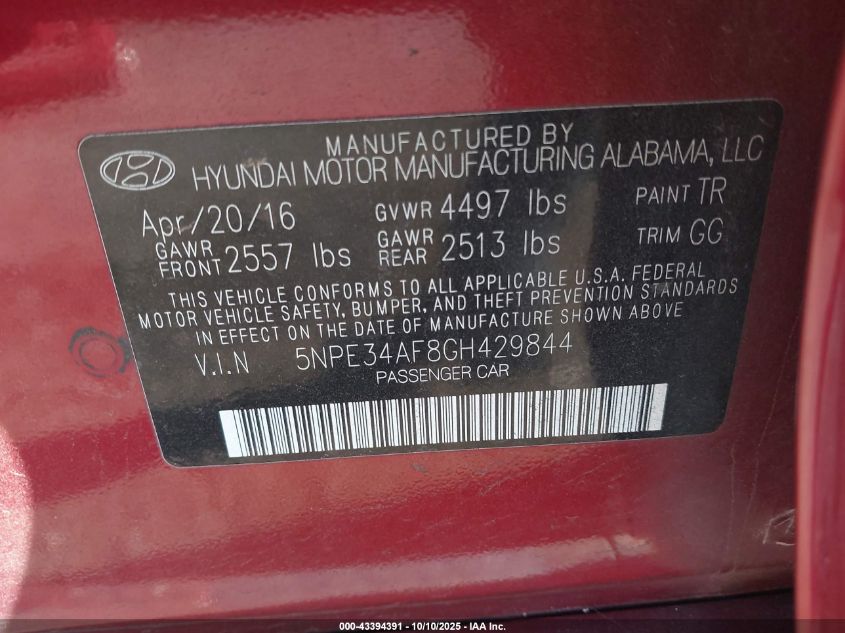 MANUFACTURED BY
HYUNDAI MOTOR MANUFACTURING ALABAMA, LLC
Apr/20/16 GVWR 4497 lbs PAINT TR
GAWR FRONT 2557 lbs GAWR REAR 2513 lbs TRIM GG
THIS VEHICLE CONFORMS TO ALL APPLICABLE U.S.A. FEDERAL
MOTOR VEHICLE SAFETY, BUMPER, AND THEFT PREVENTION STANDARDS
IN EFFECT ON THE DATE OF MANUFACTURE SHOWN ABOVE
V.I.N 5NPE34AF8GH429844
PASSENGER CAR
000-43394391 - 10/10/2025 - IAA Inc.